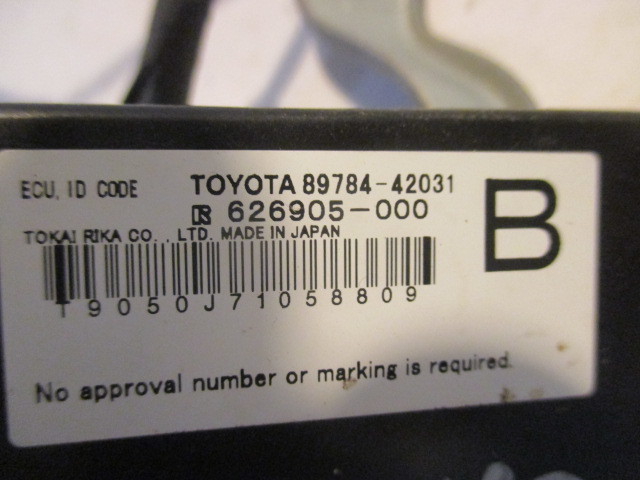 ECU, ID CODE TOYOTA 89784-42031
R 626905-000 B
TOKAI RIKA CO., LTD. MADE IN JAPAN
T9050J71058809
No approval number or marking is required.